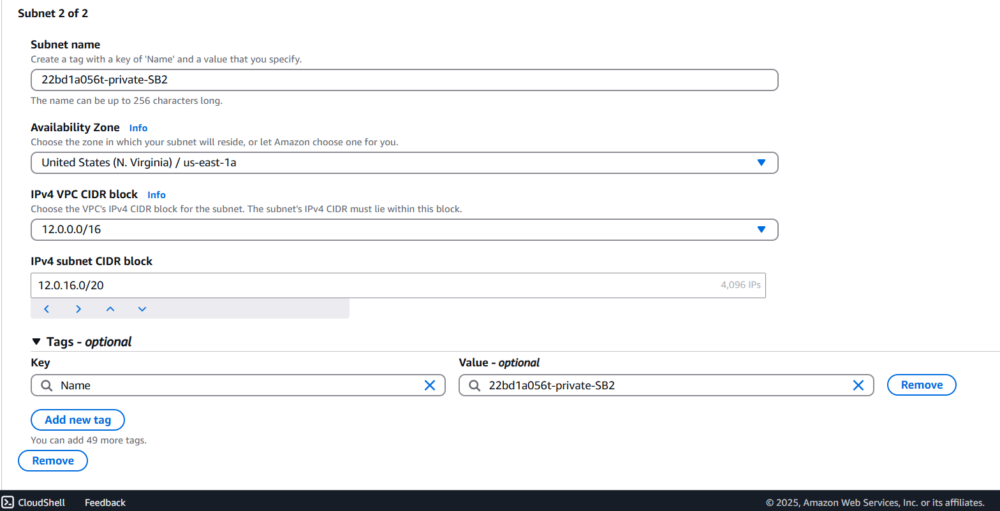 Subnet 2 of 2
Subnet name
Create a tag with a key of 'Name' and a value that you specify.
22bd1a056t-private-SB2
The name can be up to 256 characters long.
Availability Zone Info
Choose the zone in which your subnet will reside, or let Amazon choose one for you.
United States (N. Virginia) / us-east-1a
IPv4 VPC CIDR block Info
Choose the VPC's IPv4 CIDR block for the subnet. The subnet's IPv4 CIDR must lie within this block.
12.0.0.0/16
IPv4 subnet CIDR block
12.0.16.0/20 4,096 IPs
Tags - optional
Key Value - optional
Name 22bd1a056t-private-SB2 Remove
Add new tag
You can add 49 more tags.
Remove
CloudShell Feedback © 2025, Amazon Web Services, Inc. or its affiliates.